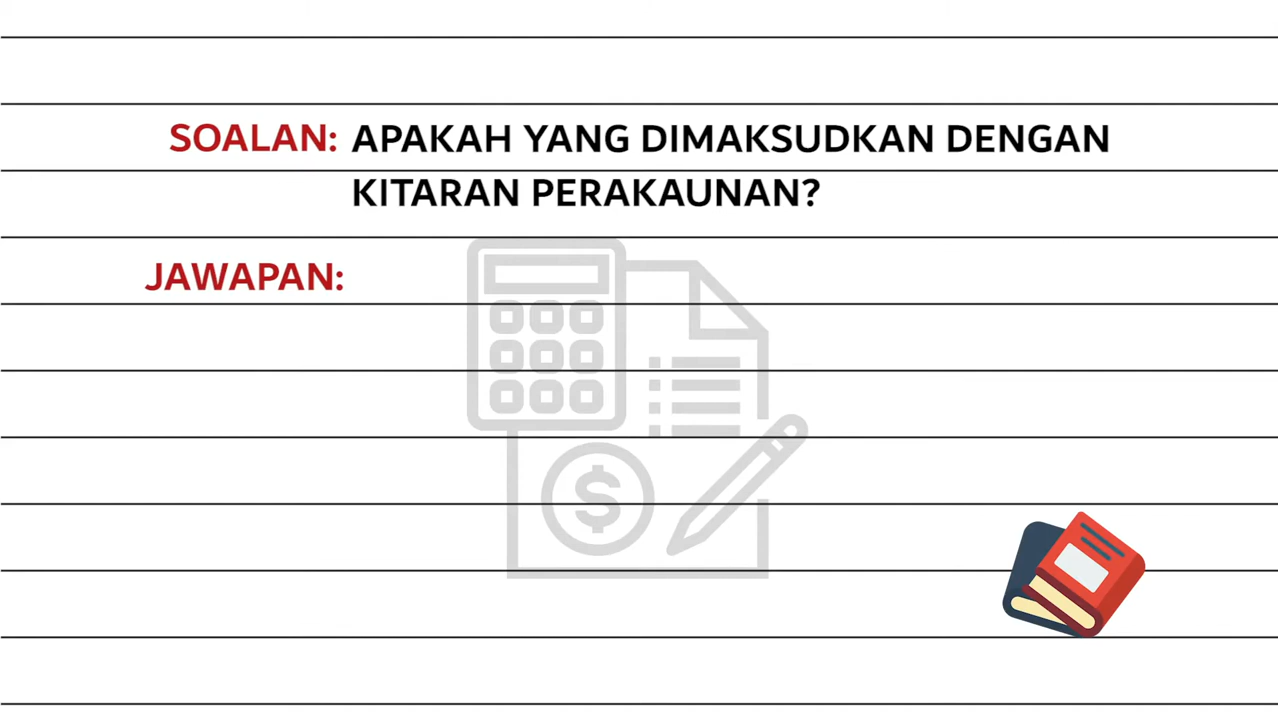 SOALAN: APAKAH YANG DIMAKSUDKAN DENGAN
KITARAN PERAKAUNAN?
JAWAPAN:
$